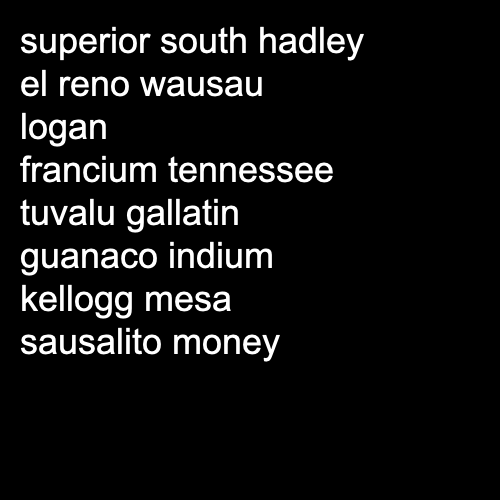 superior south hadley
el reno wausau
logan
francium tennessee
tuvalu gallatin
guanaco indium
kellogg mesa
sausalito money